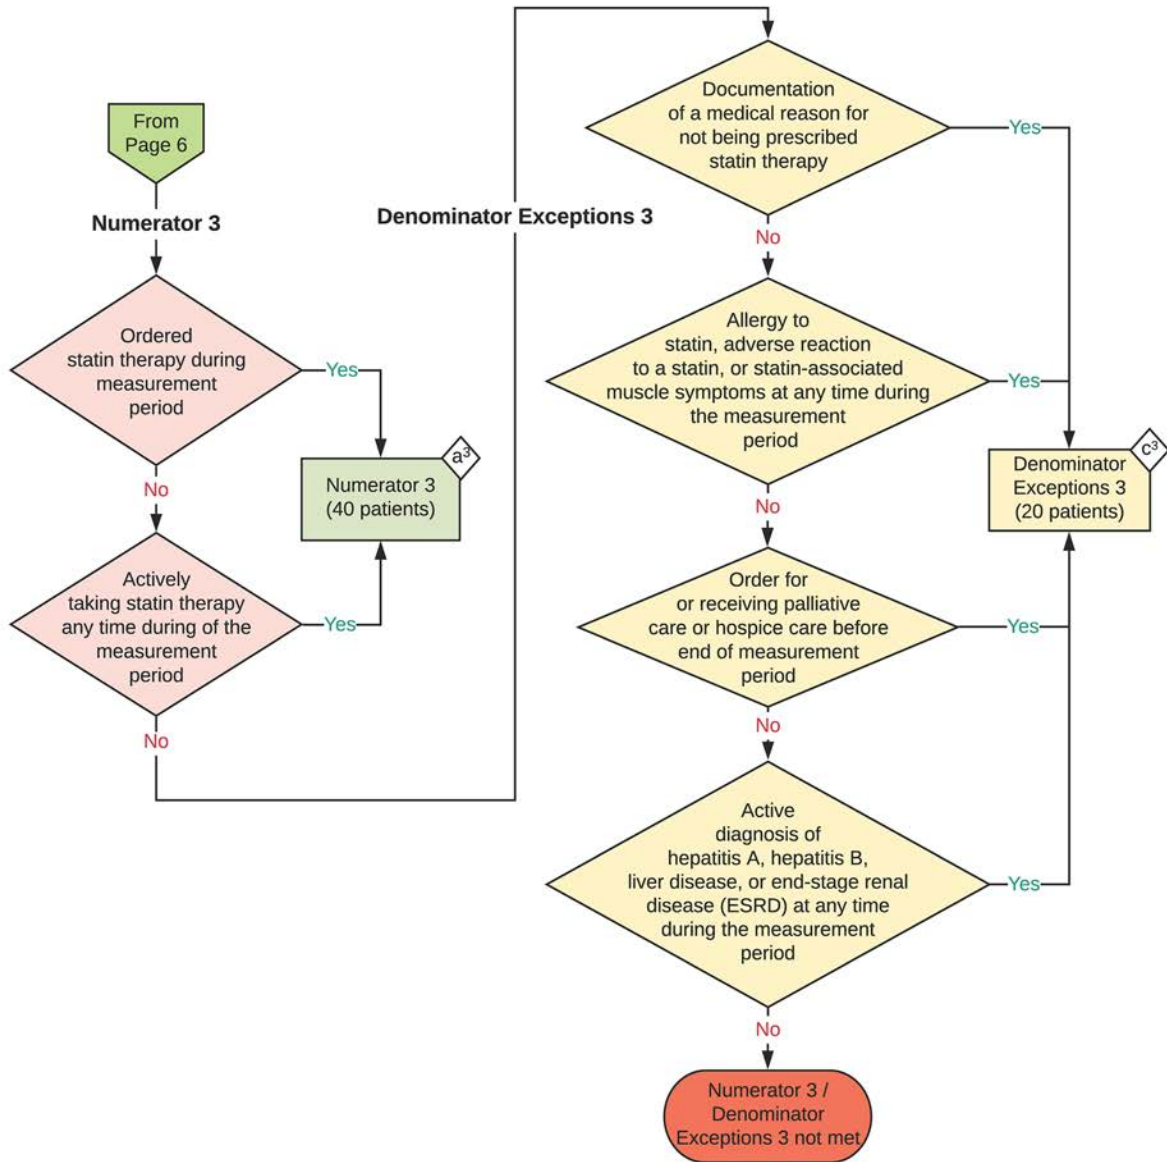 From
Page 6
Numerator 3
Ordered
statin therapy during
measurement
period
Yes
No
a³
Numerator 3
(40 patients)
Actively
taking statin therapy
any time during of the
measurement
period
Yes
No
Denominator Exceptions 3
Documentation
of a medical reason for
not being prescribed
statin therapy
Yes
No
Allergy to
statin, adverse reaction
to a statin, or statin-associated
muscle symptoms at any time during
the measurement
period
Yes
No
c³
Denominator
Exceptions 3
(20 patients)
Order for
or receiving palliative
care or hospice care before
end of measurement
period
Yes
No
Active
diagnosis of
hepatitis A, hepatitis B,
liver disease, or end-stage renal
disease (ESRD) at any time
during the measurement
period
Yes
No
Numerator 3 /
Denominator
Exceptions 3 not met